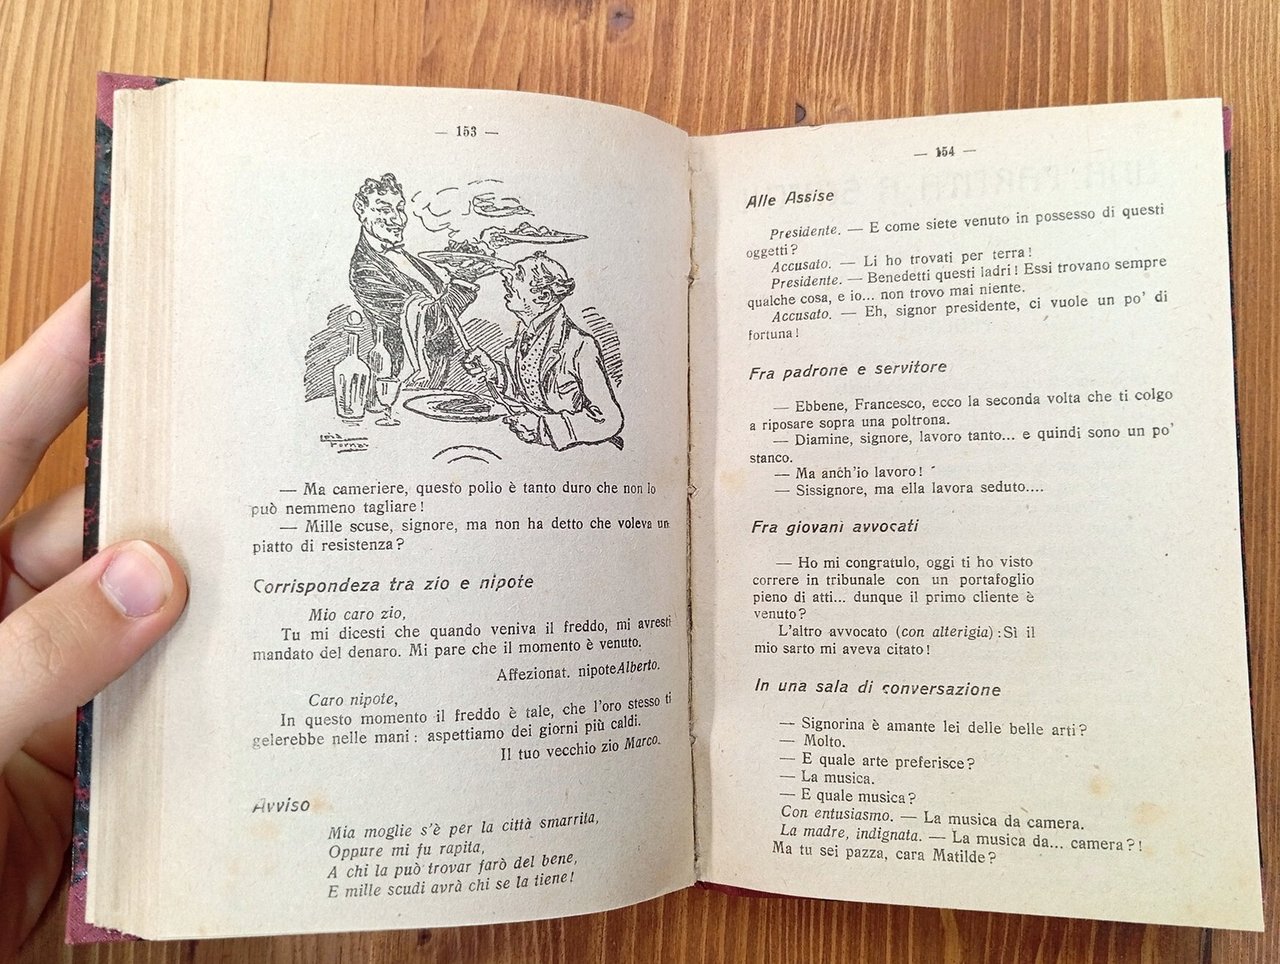 — 153 —
— Ma cameriere, questo pollo è tanto duro che non lo
può nemmeno tagliare!
— Mille scuse, signore, ma non ha detto che voleva un
piatto di resistenza?
Corrispondeza tra zio e nipote
Mio caro zio,
Tu mi dicesti che quando veniva il freddo, mi avresti
mandato del denaro. Mi pare che il momento è venuto.
Affezionat. nipote Alberto.
Caro nipote,
In questo momento il freddo è tale, che l'oro stesso ti
gelerebbe nelle mani: aspettiamo dei giorni più caldi.
Il tuo vecchio zio Marco.
Avviso
Mia moglie s'è per la città smarrita,
Oppure mi fu rapita,
A chi la può trovar farò del bene,
E mille scudi avrà chi se la tiene!
— 154 —
Alle Assise
Presidente. — E come siete venuto in possesso di questi
oggetti?
Accusato. — Li ho trovati per terra!
Presidente. — Benedetti questi ladri! Essi trovano sempre
qualche cosa, e io... non trovo mai niente.
Accusato. — Eh, signor presidente, ci vuole un po' di
fortuna!
Fra padrone e servitore
— Ebbene, Francesco, ecco la seconda volta che ti colgo
a riposare sopra una poltrona.
— Diamine, signore, lavoro tanto... e quindi sono un po'
stanco.
— Ma anch'io lavoro!
— Sissignore, ma ella lavora seduto....
Fra giovani avvocati
— Ho mi congratulo, oggi ti ho visto
correre in tribunale con un portafoglio
pieno di atti... dunque il primo cliente è
venuto?
L'altro avvocato (con alterigia): Sì il
mio sarto mi aveva citato!
In una sala di conversazione
— Signorina è amante lei delle belle arti?
— Molto.
— E quale arte preferisce?
— La musica.
— E quale musica?
Con entusiasmo. — La musica da camera.
La madre, indignata. — La musica da... camera?!
Ma tu sei pazza, cara Matilde?